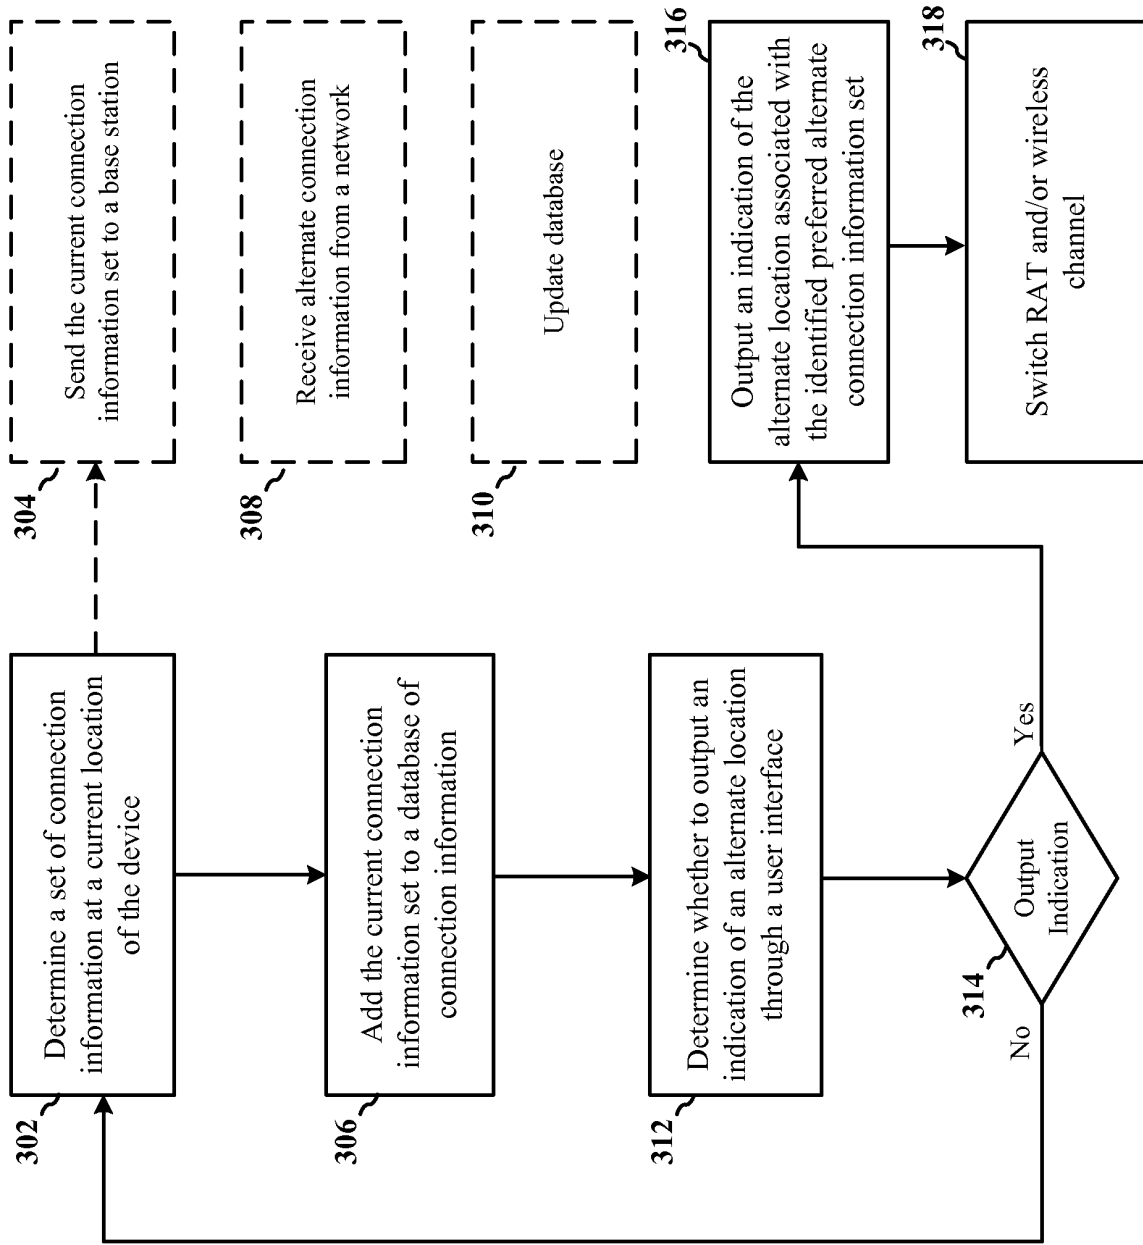 302
Determine a set of connection
information at a current location
of the device
304
Send the current connection
information set to a base station
306
Add the current connection
information set to a database of
connection information
308
Receive alternate connection
information from a network
310
Update database
312
Determine whether to output an
indication of an alternate location
through a user interface
314
Output
Indication
No
Yes
316
Output an indication of the
alternate location associated with
the identified preferred alternate
connection information set
318
Switch RAT and/or wireless
channel